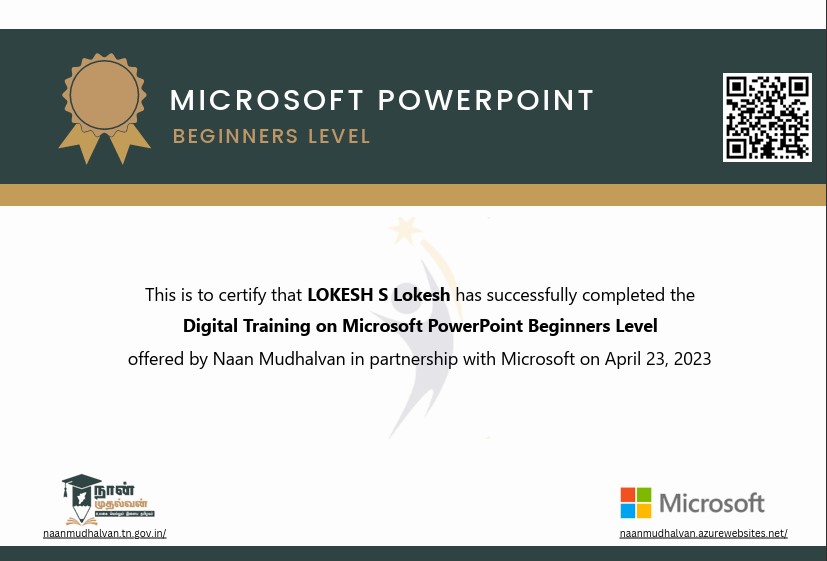 MICROSOFT POWERPOINT
BEGINNERS LEVEL
This is to certify that LOKESH S Lokesh has successfully completed the
Digital Training on Microsoft PowerPoint Beginners Level
offered by Naan Mudhalvan in partnership with Microsoft on April 23, 2023
நான்
முதல்வன்
naanmudhalvan.tn.gov.in/
Microsoft
naanmudhalvan.azurewebsites.net/